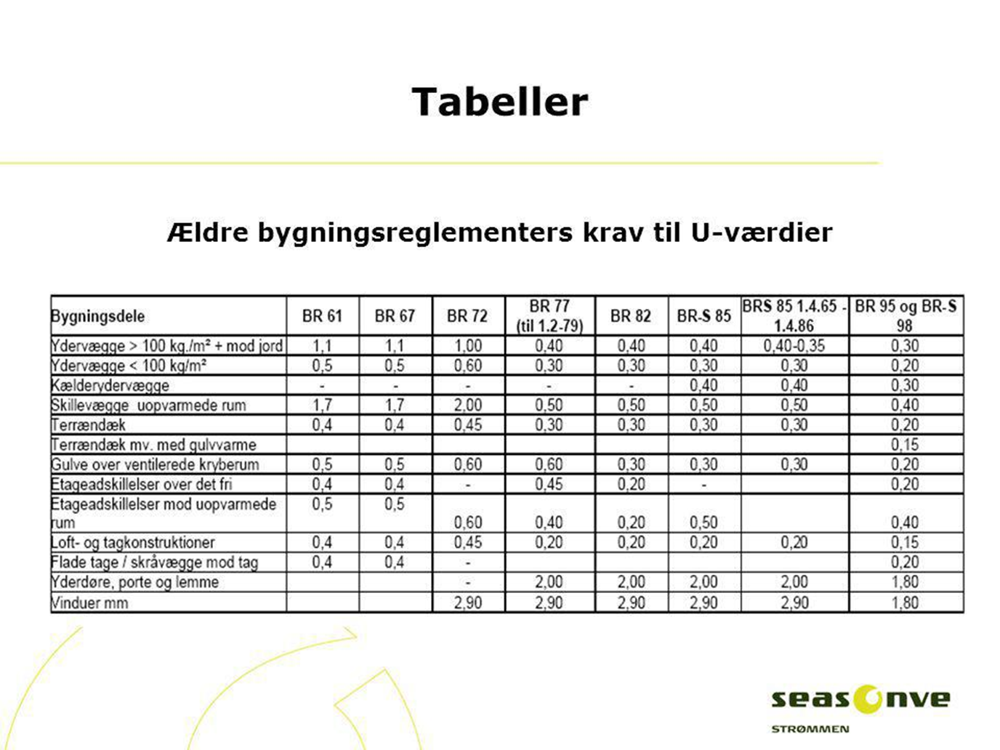 Tabeller
Ældre bygningsreglementers krav til U-værdier
Bygningsdele BR 61 BR 67 BR 72 BR 77 (til 1.2-79) BR 82 BR-S 85 BRS 85 1.4.65 - 1.4.86 BR 95 og BR-S 98
Ydervægge > 100 kg./m² + mod jord 1,1 1,1 1,00 0,40 0,40 0,40 0,40-0,35 0,30
Ydervægge < 100 kg/m² 0,5 0,5 0,60 0,30 0,30 0,30 0,30 0,20
Kælderydervægge - - - - - 0,40 0,40 0,30
Skillevægge uopvarmede rum 1,7 1,7 2,00 0,50 0,50 0,50 0,50 0,40
Terrændæk 0,4 0,4 0,45 0,30 0,30 0,30 0,30 0,20
Terrændæk mv. med gulvvarme 0,15
Gulve over ventilerede kryberum 0,5 0,5 0,60 0,60 0,30 0,30 0,30 0,20
Etageadskillelser over det fri 0,4 0,4 - 0,45 0,20 - 0,20
Etageadskillelser mod uopvarmede 0,5 0,5
rum 0,60 0,40 0,20 0,50 0,40
Loft- og tagkonstruktioner 0,4 0,4 0,45 0,20 0,20 0,20 0,20 0,15
Flade tage / skråvægge mod tag 0,4 0,4 - 0,20
Yderdøre, porte og lemme - 2,00 2,00 2,00 2,00 1,80
Vinduer mm 2,90 2,90 2,90 2,90 2,90 1,80
seas nve
STRØMMEN